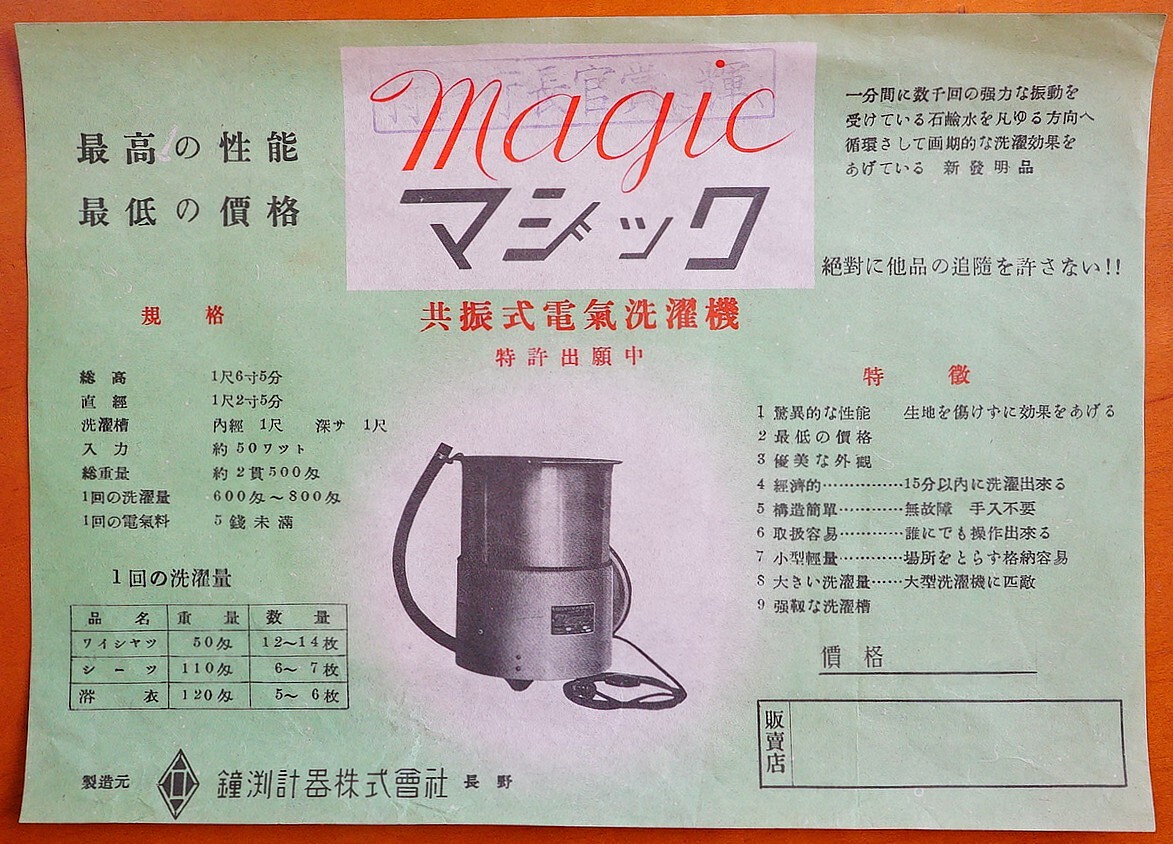 最高の性能
最低の價格
magic
マジック
共振式電氣洗濯機
特許出願中
一分間に数千回の强力な振動を
受けている石鹼水を凡ゆる方向へ
循環さして画期的な洗濯効果を
あげている 新發明品
絶對に他品の追隨を許さない!!
規格
総高 1尺6寸5分
直經 1尺2寸5分
洗濯槽 內經 1尺 深サ 1尺
入力 約50ワット
総重量 約2貫500匁
1回の洗濯量 600匁~800匁
1回の電氣料 5錢未滿
1回の洗濯量
品名 重量 数量
ワイシャツ 50匁 12~14枚
シーツ 110匁 6~7枚
浴衣 120匁 5~6枚
特徵
1 驚異的な性能 生地を傷けずに効果をあげる
2 最低の價格
3 優美な外觀
4 經濟的……………15分以內に洗濯出來る
5 構造簡單…………無故障 手入不要
6 取扱容易…………誰にでも操作出來る
7 小型輕量…………場所をとらず格納容易
8 大きい洗濯量……大型洗濯機に匹敵
9 强靱な洗濯槽
價格
販賣店
製造元 鐘渕計器株式會社 長野